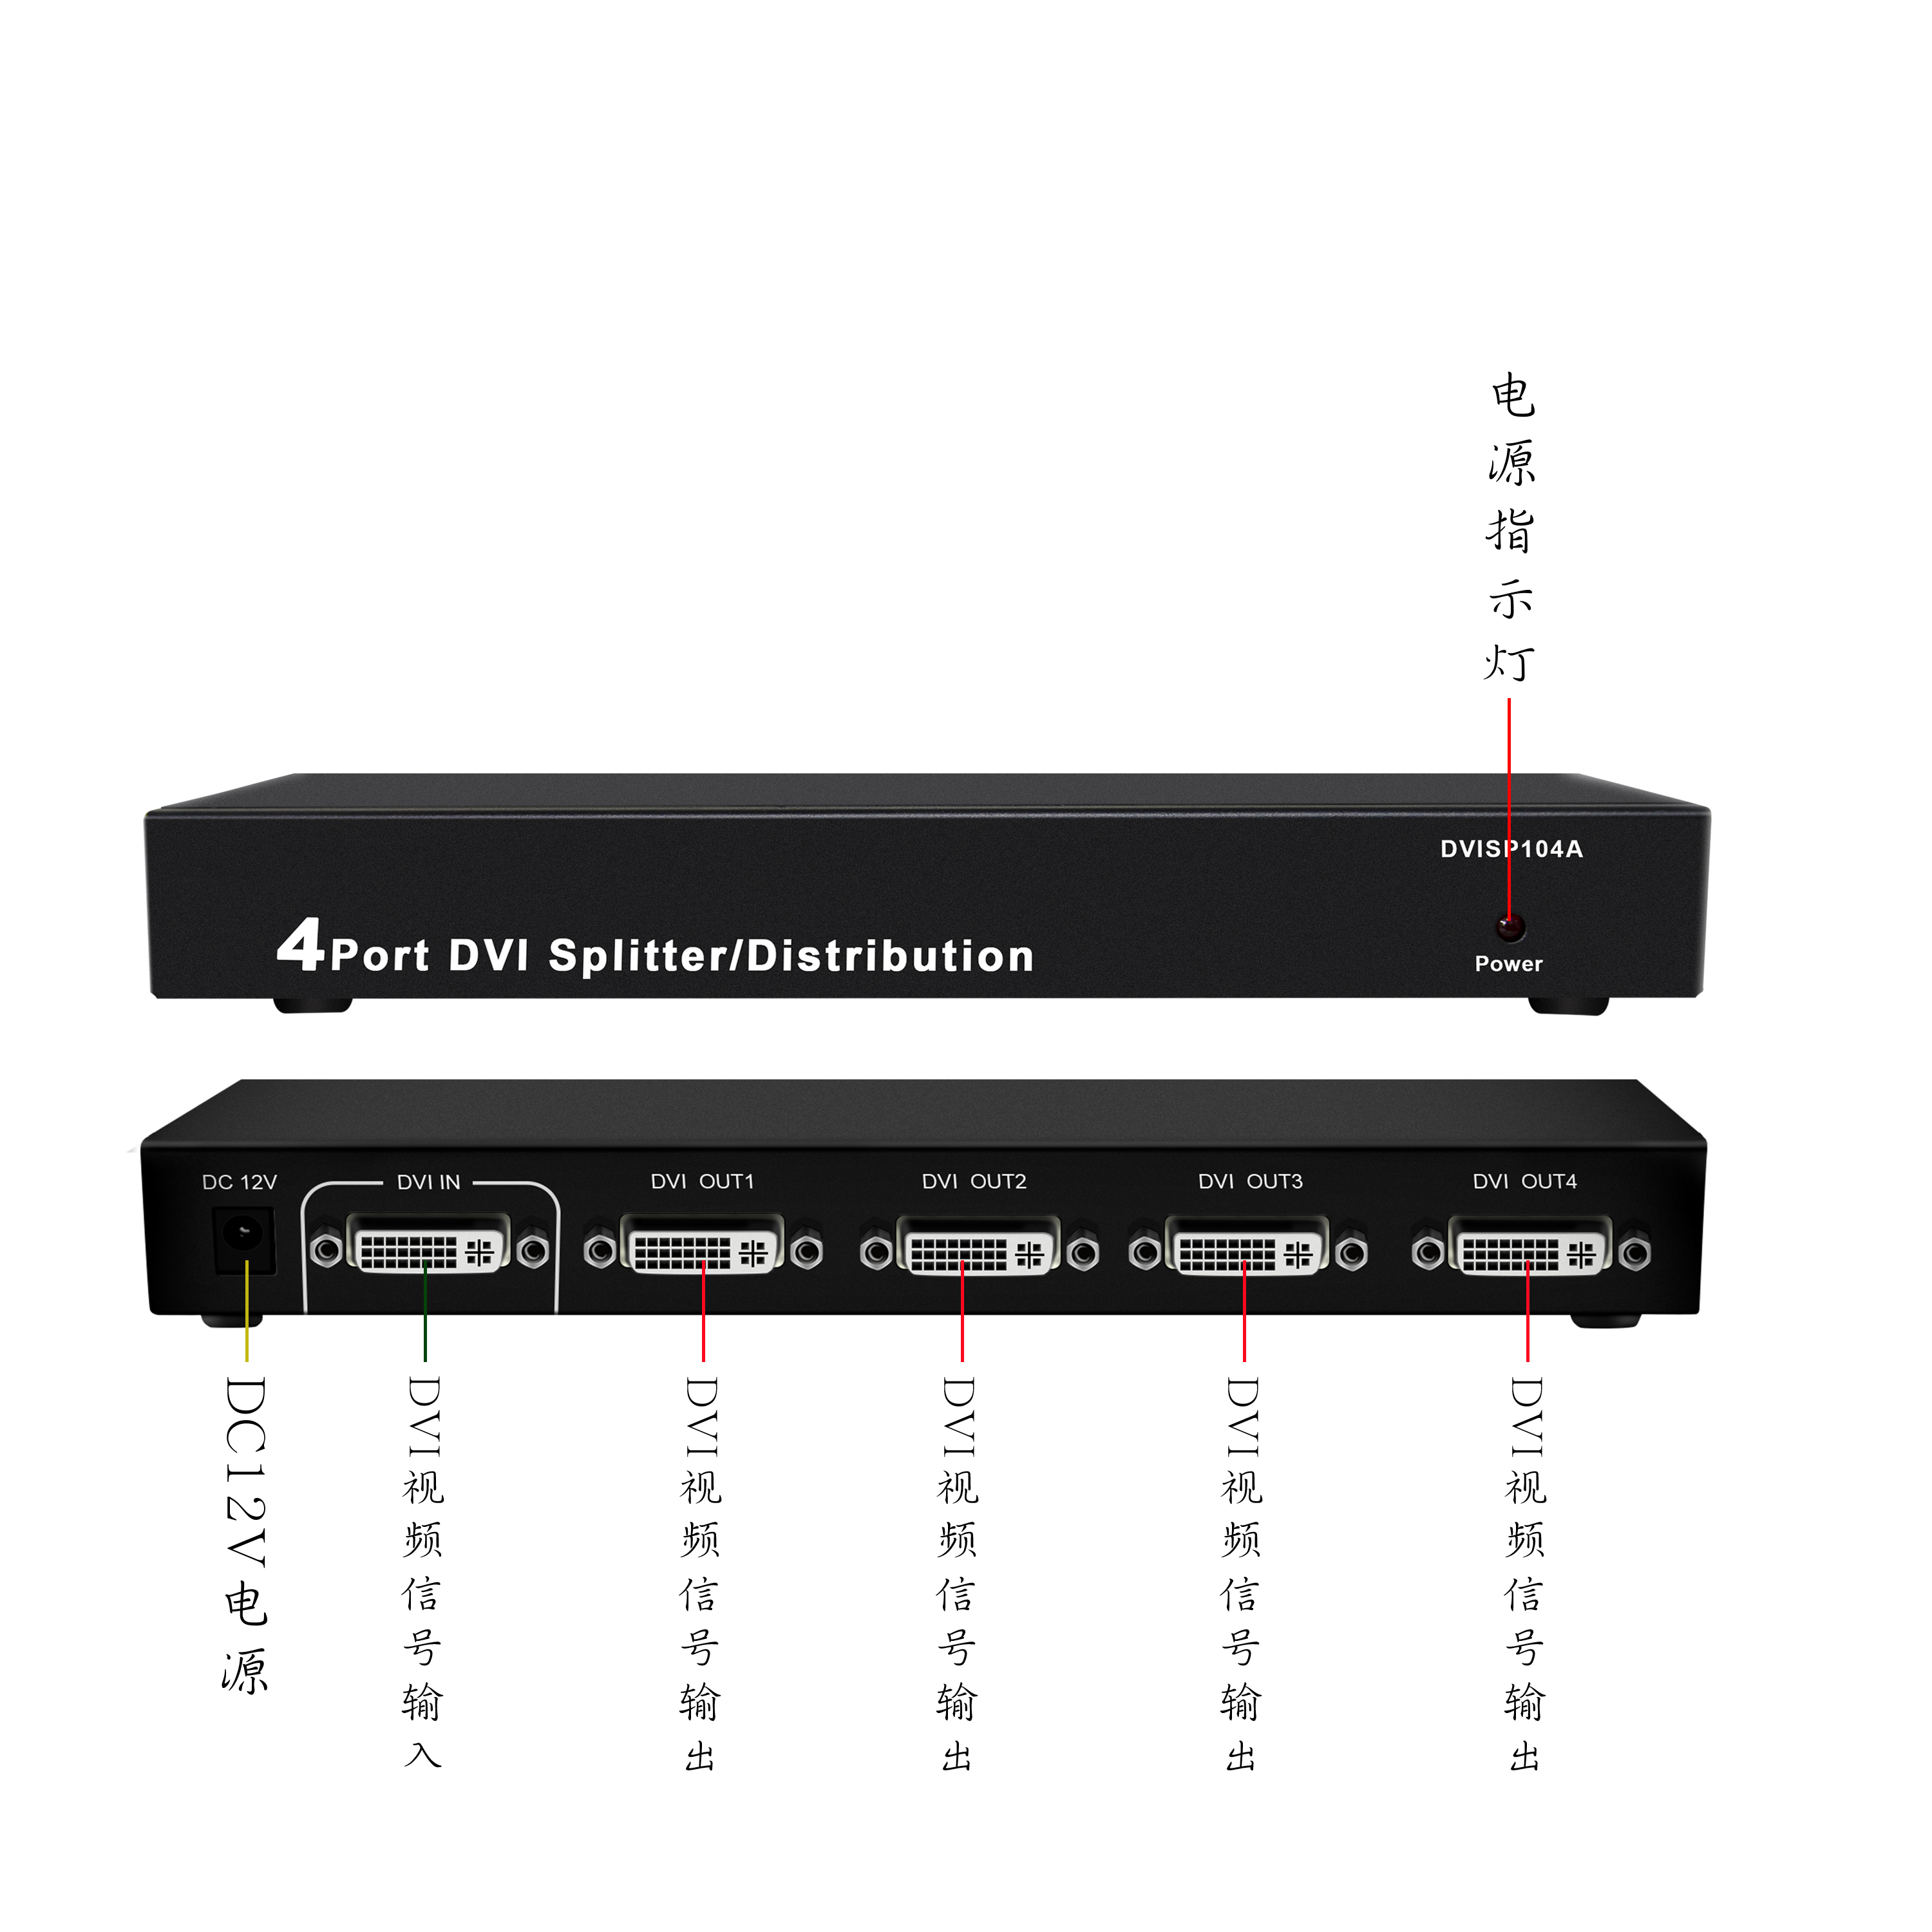 电源指示灯
DVISP104A
4Port DVI Splitter/Distribution
Power
DC 12V
DVI IN
DVI OUT1
DVI OUT2
DVI OUT3
DVI OUT4
DC12V电源
DVI视频信号输入
DVI视频信号输出
DVI视频信号输出
DVI视频信号输出
DVI视频信号输出